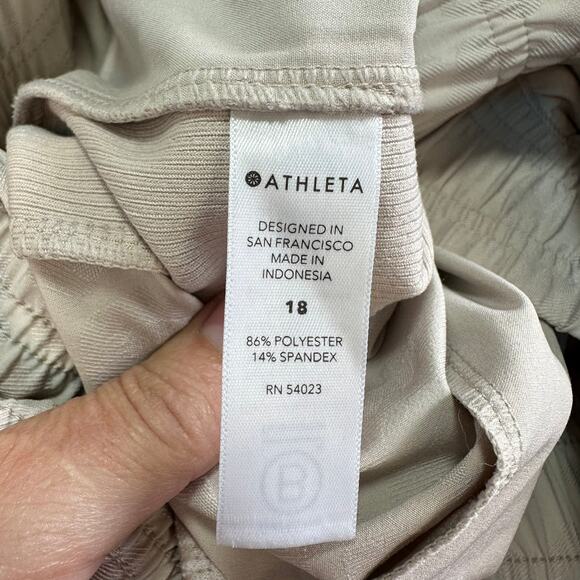 ATHLETA
DESIGNED IN
SAN FRANCISCO
MADE IN
INDONESIA
18
86% POLYESTER
14% SPANDEX
RN 54023
B